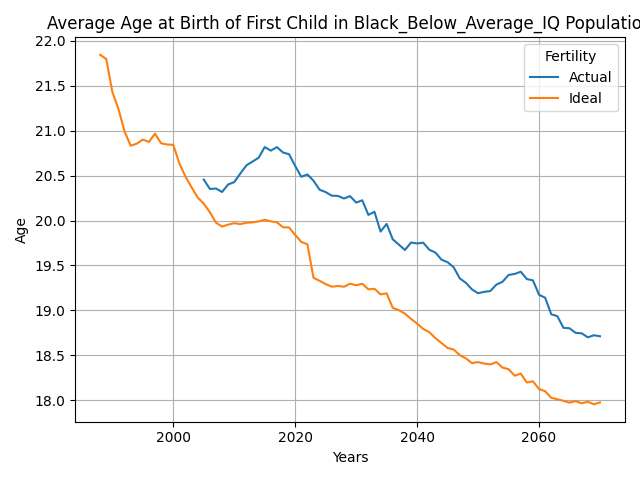 Average Age at Birth of First Child in Black_Below_Average_IQ Populatio
22.0
21.5
21.0
20.5
20.0
19.5
19.0
18.5
18.0
Age
Fertility
Actual
Ideal
2000 2020 2040 2060
Years